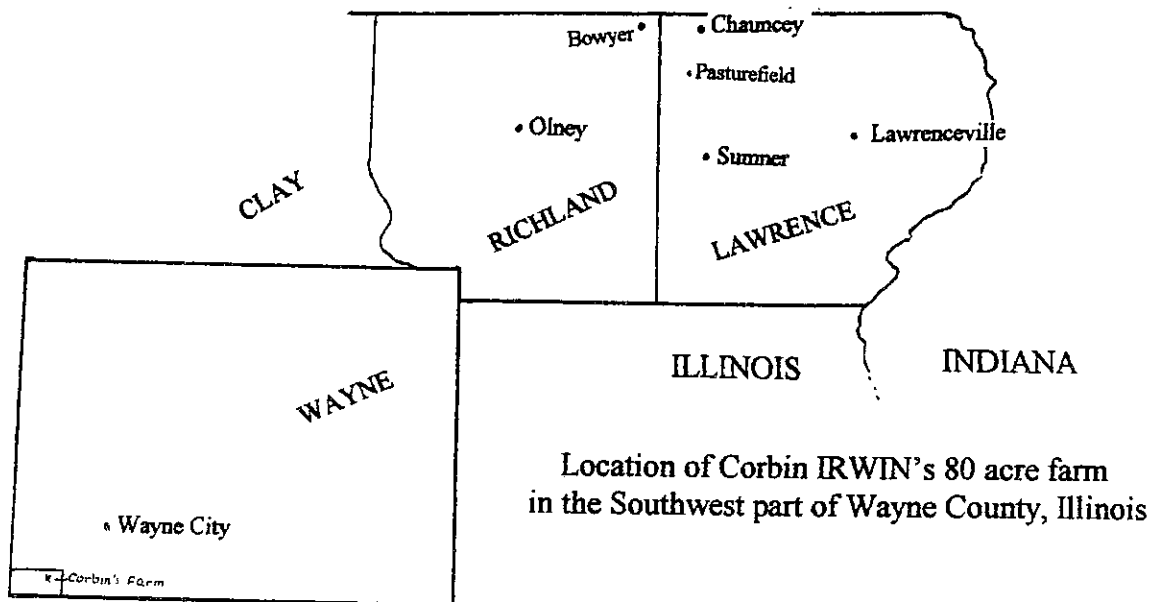 Bowyer
Chauncey
Pasturefield
Olney
Lawrenceville
Sumner
CLAY
RICHLAND
LAWRENCE
ILLINOIS
INDIANA
WAYNE
Location of Corbin IRWIN's 80 acre farm
in the Southwest part of Wayne County, Illinois
Wayne City
Corbin's Farm